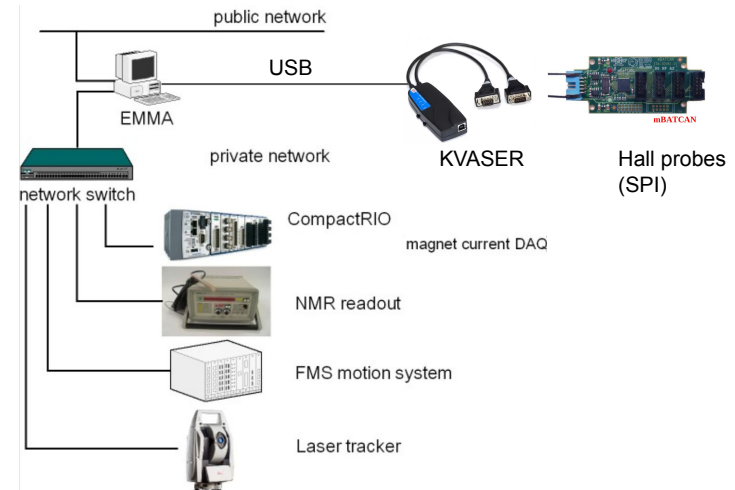 public network
USB
EMMA
mBATCAN
private network
KVASER
Hall probes
(SPI)
network switch
CompactRIO
magnet current DAQ
NMR readout
FMS motion system
Laser tracker